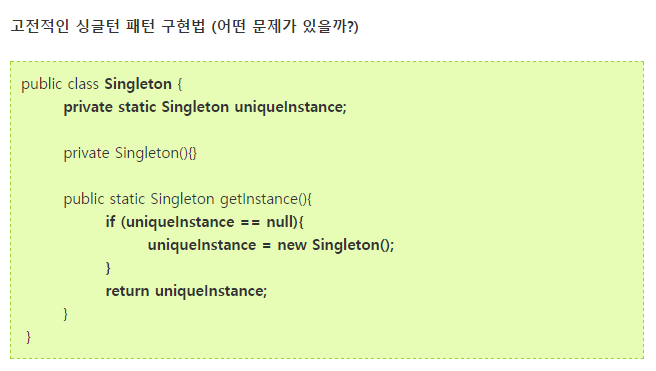 고전적인 싱글턴 패턴 구현법 (어떤 문제가 있을까?)
public class Singleton {
private static Singleton uniqueInstance;
private Singleton(){}
public static Singleton getInstance(){
if (uniqueInstance == null){
uniqueInstance = new Singleton();
}
return uniqueInstance;
}
}